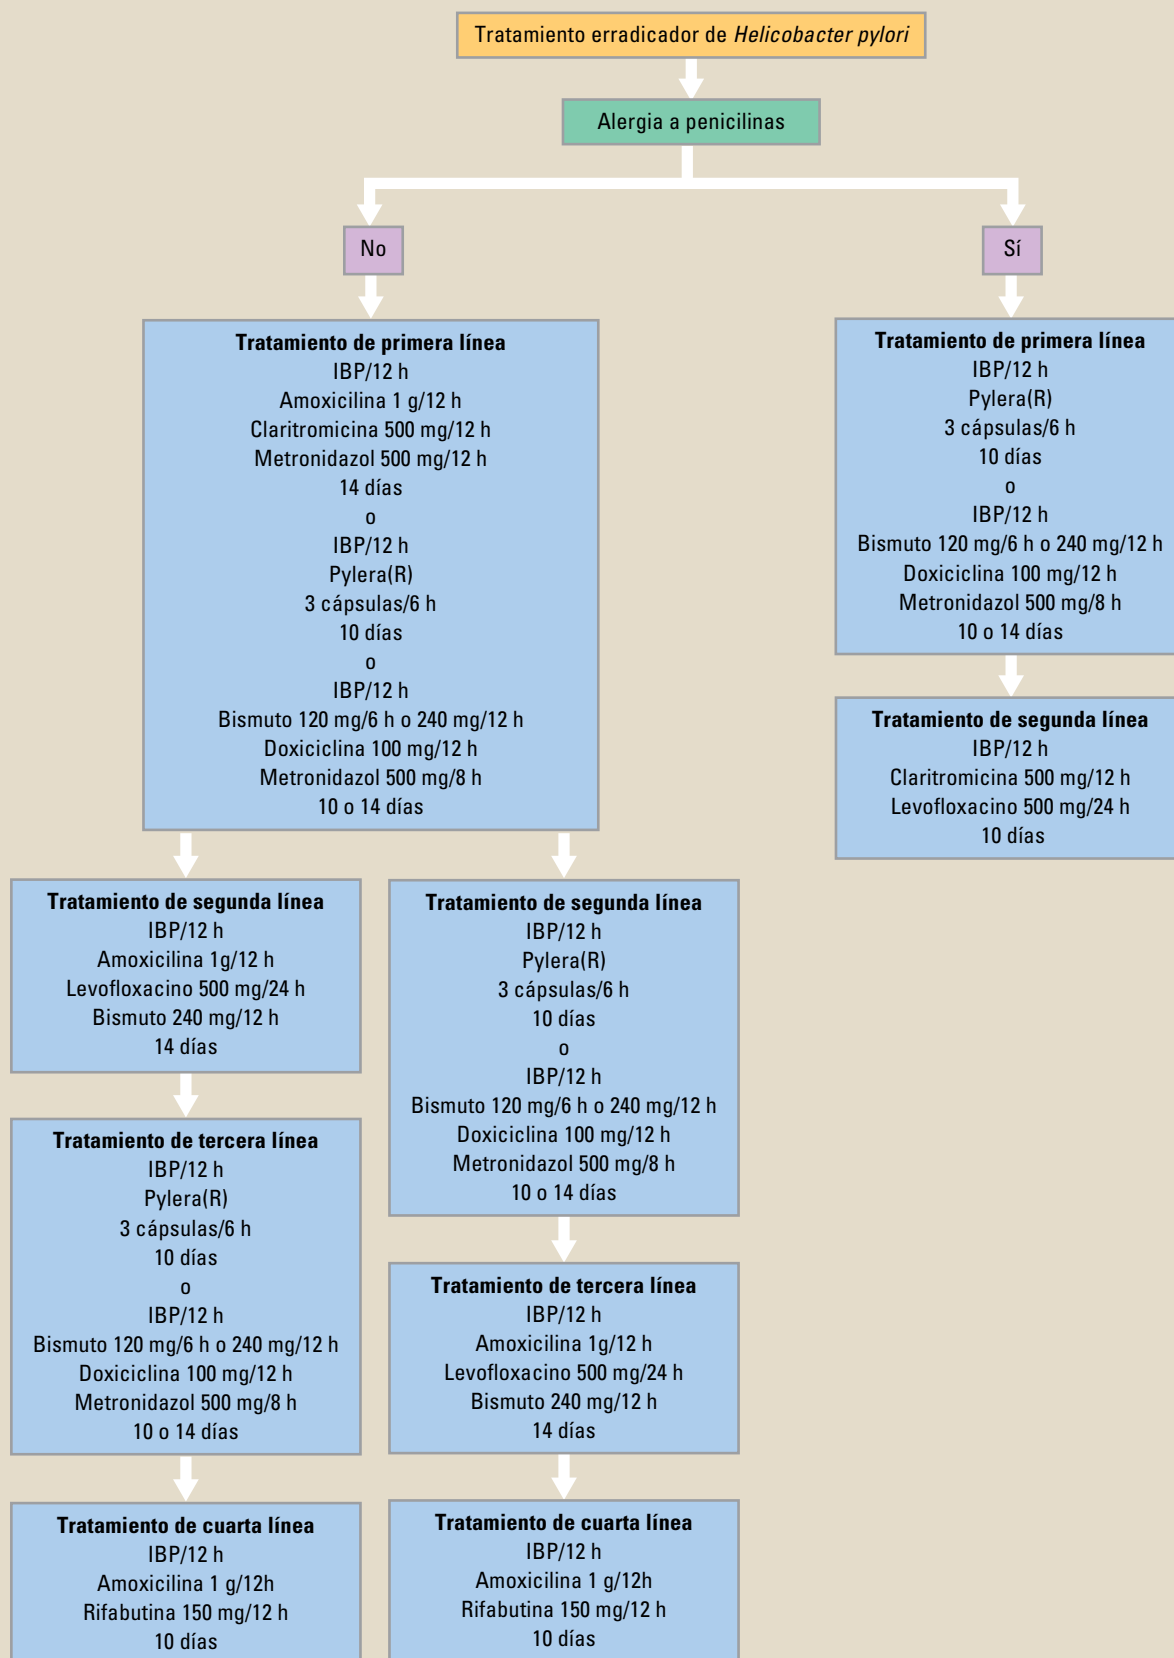 Tratamiento erradicador de Helicobacter pylori
Alergia a penicilinas
No
Sí
Tratamiento de primera línea
IBP/12 h
Amoxicilina 1 g/12 h
Claritromicina 500 mg/12 h
Metronidazol 500 mg/12 h
14 días
o
IBP/12 h
Pylera(R)
3 cápsulas/6 h
10 días
o
IBP/12 h
Bismuto 120 mg/6 h o 240 mg/12 h
Doxiciclina 100 mg/12 h
Metronidazol 500 mg/8 h
10 o 14 días
Tratamiento de primera línea
IBP/12 h
Pylera(R)
3 cápsulas/6 h
10 días
o
IBP/12 h
Bismuto 120 mg/6 h o 240 mg/12 h
Doxiciclina 100 mg/12 h
Metronidazol 500 mg/8 h
10 o 14 días
Tratamiento de segunda línea
IBP/12 h
Claritromicina 500 mg/12 h
Levofloxacino 500 mg/24 h
10 días
Tratamiento de segunda línea
IBP/12 h
Amoxicilina 1g/12 h
Levofloxacino 500 mg/24 h
Bismuto 240 mg/12 h
14 días
Tratamiento de tercera línea
IBP/12 h
Pylera(R)
3 cápsulas/6 h
10 días
o
IBP/12 h
Bismuto 120 mg/6 h o 240 mg/12 h
Doxiciclina 100 mg/12 h
Metronidazol 500 mg/8 h
10 o 14 días
Tratamiento de cuarta línea
IBP/12 h
Amoxicilina 1 g/12h
Rifabutina 150 mg/12 h
10 días
Tratamiento de segunda línea
IBP/12 h
Pylera(R)
3 cápsulas/6 h
10 días
o
IBP/12 h
Bismuto 120 mg/6 h o 240 mg/12 h
Doxiciclina 100 mg/12 h
Metronidazol 500 mg/8 h
10 o 14 días
Tratamiento de tercera línea
IBP/12 h
Amoxicilina 1g/12 h
Levofloxacino 500 mg/24 h
Bismuto 240 mg/12 h
14 días
Tratamiento de cuarta línea
IBP/12 h
Amoxicilina 1 g/12h
Rifabutina 150 mg/12 h
10 días